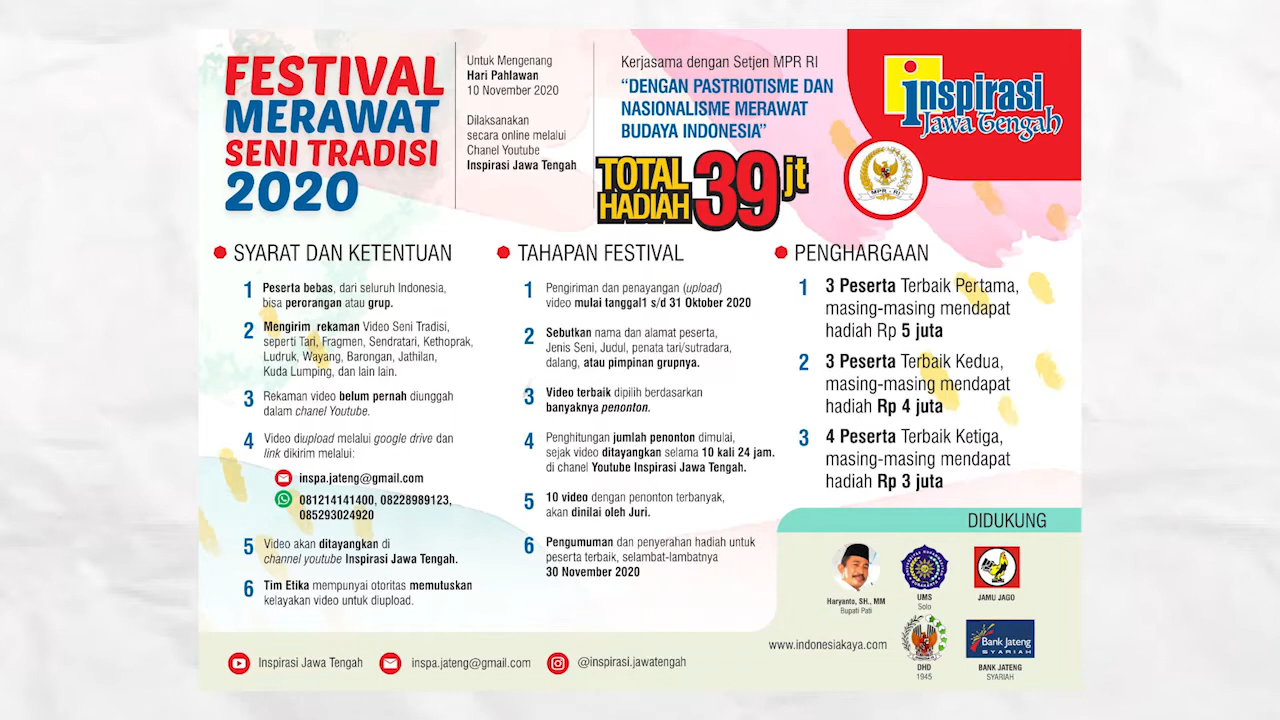 FESTIVAL
MERAWAT
SENI TRADISI
2020
Untuk Mengenang
Hari Pahlawan
10 November 2020
Dilaksanakan
secara online melalui
Chanel Youtube
Inspirasi Jawa Tengah
Kerjasama dengan Setjen MPR RI
“DENGAN PASTRIOTISME DAN
NASIONALISME MERAWAT
BUDAYA INDONESIA”
TOTAL
HADIAH
39 jt
inspirasi
Jawa Tengah
MPR - RI
SYARAT DAN KETENTUAN
1 Peserta bebas, dari seluruh Indonesia,
bisa perorangan atau grup.
2 Mengirim rekaman Video Seni Tradisi,
seperti Tari, Fragmen, Sendratari, Kethoprak,
Ludruk, Wayang, Barongan, Jathilan,
Kuda Lumping, dan lain lain.
3 Rekaman video belum pernah diunggah
dalam chanel Youtube.
4 Video diupload melalui google drive dan
link dikirim melalui:
inspa.jateng@gmail.com
081214141400, 08228989123,
085293024920
5 Video akan ditayangkan di
channel youtube Inspirasi Jawa Tengah.
6 Tim Etika mempunyai otoritas memutuskan
kelayakan video untuk diupload.
TAHAPAN FESTIVAL
1 Pengiriman dan penayangan (upload)
video mulai tanggal1 s/d 31 Oktober 2020
2 Sebutkan nama dan alamat peserta,
Jenis Seni, Judul, penata tari/sutradara,
dalang, atau pimpinan grupnya.
3 Video terbaik dipilih berdasarkan
banyaknya penonton.
4 Penghitungan jumlah penonton dimulai,
sejak video ditayangkan selama 10 kali 24 jam.
di chanel Youtube Inspirasi Jawa Tengah.
5 10 video dengan penonton terbanyak,
akan dinilai oleh Juri.
6 Pengumuman dan penyerahan hadiah untuk
peserta terbaik, selambat-lambatnya
30 November 2020
PENGHARGAAN
1 3 Peserta Terbaik Pertama,
masing-masing mendapat
hadiah Rp 5 juta
2 3 Peserta Terbaik Kedua,
masing-masing mendapat
hadiah Rp 4 juta
3 4 Peserta Terbaik Ketiga,
masing-masing mendapat
hadiah Rp 3 juta
DIDUKUNG
Haryanto, SH., MM
Bupati Pati
UMS
Solo
JAMU JAGO
www.indonesiakaya.com
DHD
1945
Bank Jateng
SYARIAH
BANK JATENG
SYARIAH
Inspirasi Jawa Tengah
inspa.jateng@gmail.com
@inspirasi.jawatengah